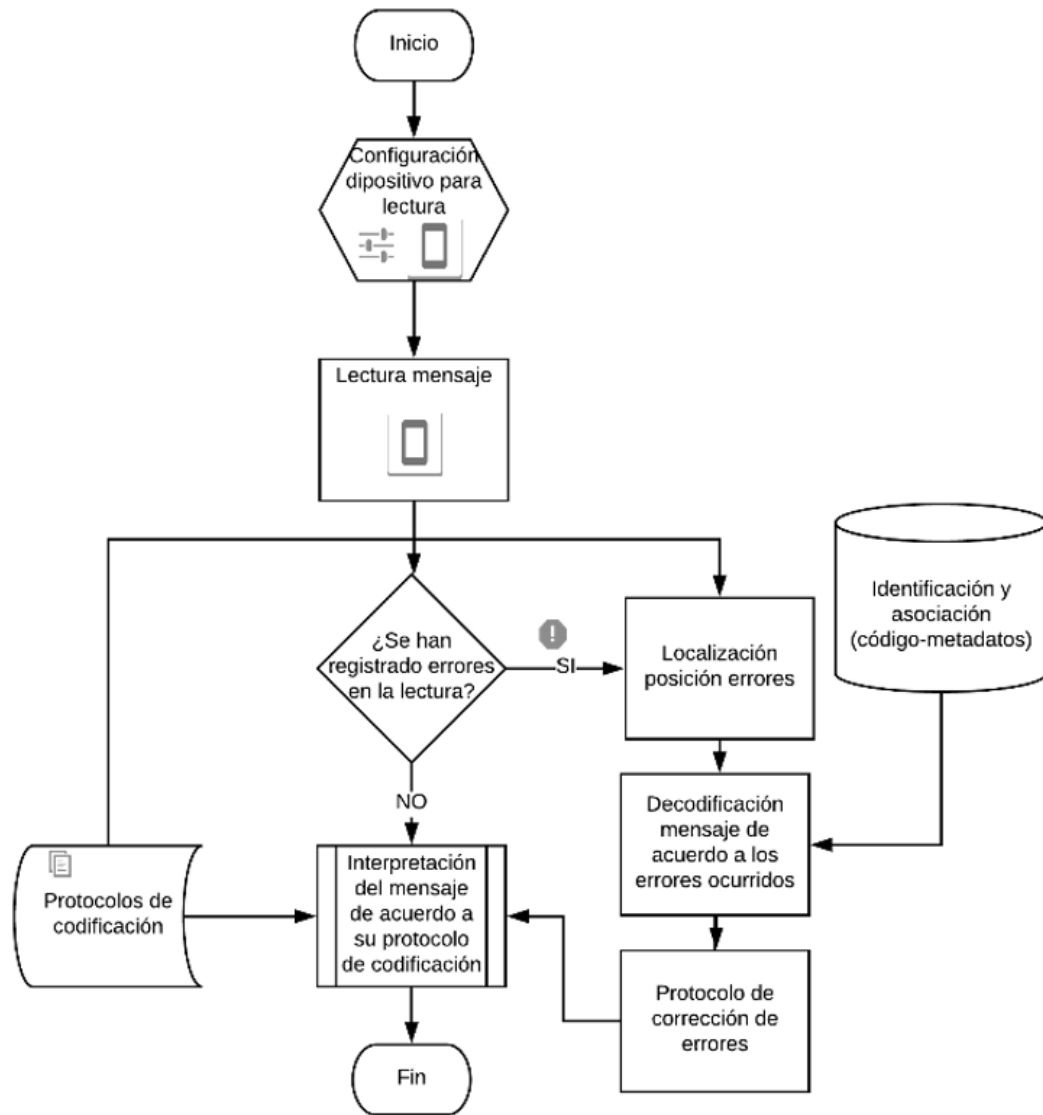 Inicio
Configuración
dipositivo para
lectura
Lectura mensaje
¿Se han
registrado errores
en la lectura?
SI
NO
Localización
posición errores
Identificación y
asociación
(código-metadatos)
Decodificación
mensaje de
acuerdo a los
errores ocurridos
Protocolos de
codificación
Interpretación
del mensaje
de acuerdo a
su protocolo
de codificación
Protocolo de
corrección de
errores
Fin